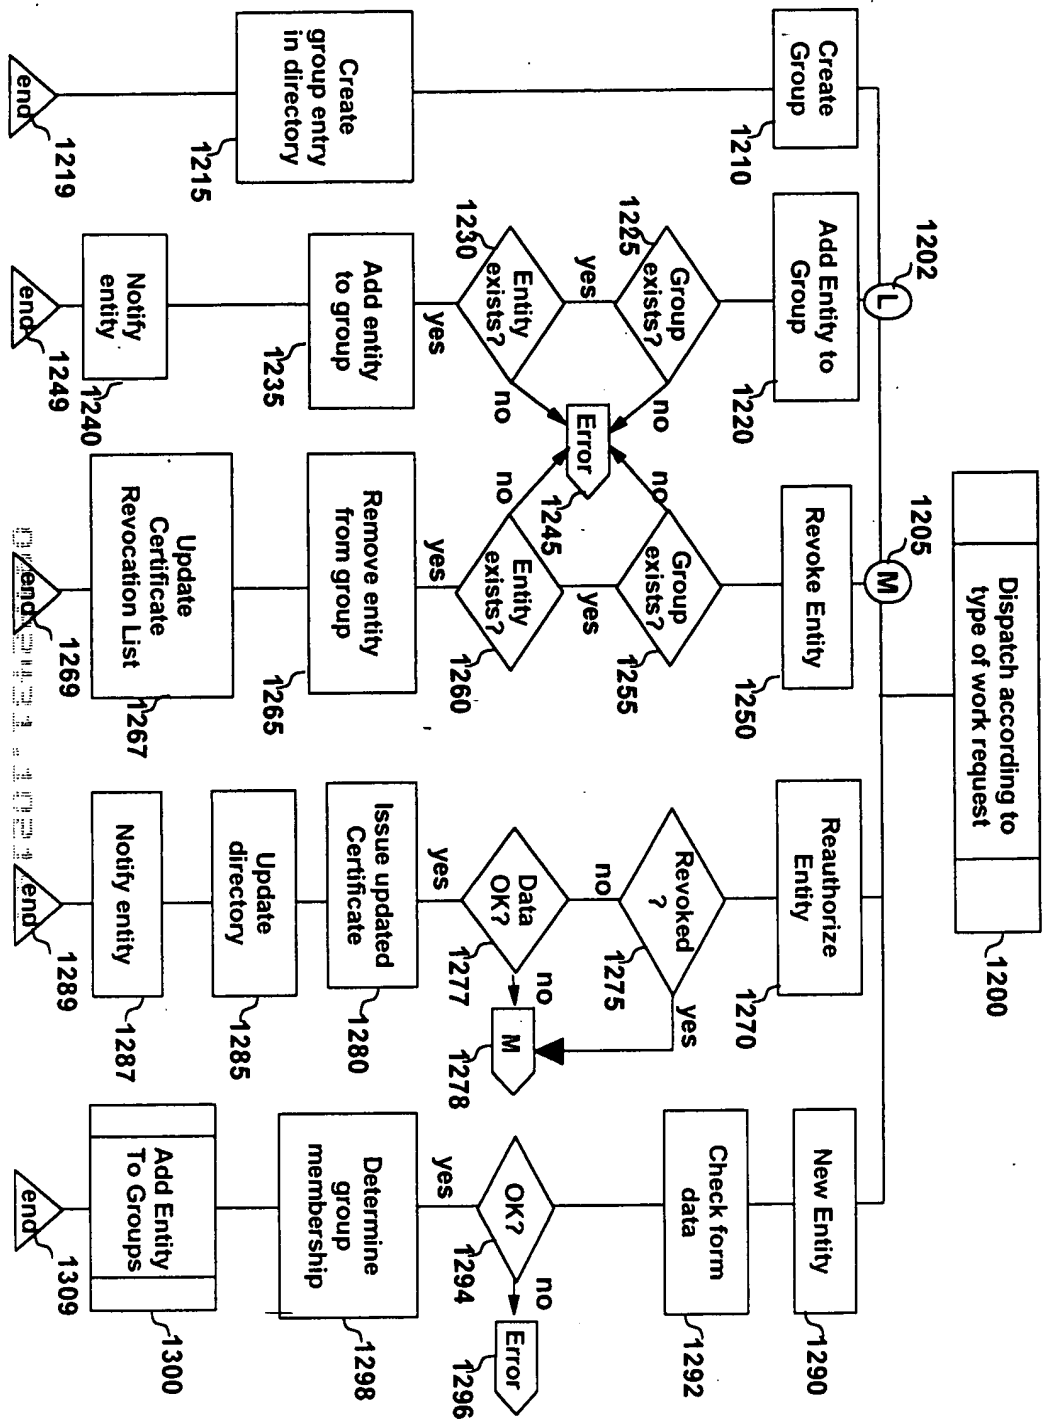 Dispatch according to
type of work request
1200
1202
L
1205
M
Create
Group
1210
Create
group entry
in directory
1215
end
1219
Add Entity to
Group
1220
Group
exists?
1225
yes
no
Entity
exists?
1230
yes
no
Error
1245
Add entity
to group
1235
Notify
entity
1240
end
1249
Revoke Entity
1250
Group
exists?
1255
yes
no
Entity
exists?
1260
yes
no
Remove entity
from group
1265
Update
Certificate
Revocation List
1267
end
1269
Reauthorize
Entity
1270
Revoked
?
1275
no
yes
Data
OK?
1277
yes
no
M
1278
Issue updated
Certificate
1280
Update
directory
1285
Notify entity
1287
end
1289
New Entity
1290
Check form
data
1292
OK?
1294
yes
no
Error
1296
Determine
group
membership
1298
Add Entity
To Groups
1300
end
1309